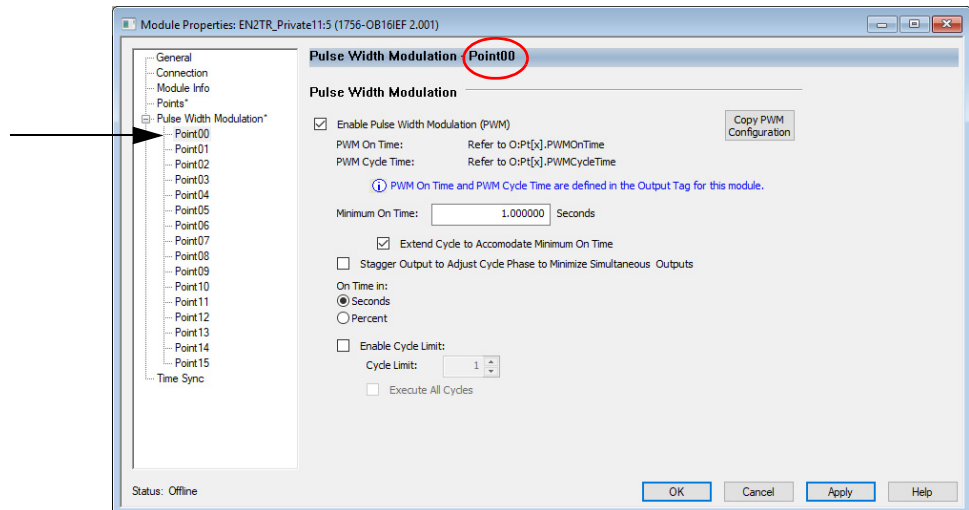 Module Properties: EN2TR_Private11:5 (1756-OB16IEF 2.001)
General
Connection
Module Info
Points*
Pulse Width Modulation*
Point00
Point01
Point02
Point03
Point04
Point05
Point06
Point07
Point08
Point09
Point10
Point11
Point12
Point13
Point14
Point15
Time Sync
Pulse Width Modulation - Point00
Pulse Width Modulation
Enable Pulse Width Modulation (PWM)
Copy PWM
Configuration
PWM On Time: Refer to O:Pt[x].PWMOnTime
PWM Cycle Time: Refer to O:Pt[x].PWMCycleTime
PWM On Time and PWM Cycle Time are defined in the Output Tag for this module.
Minimum On Time: 1.000000 Seconds
Extend Cycle to Accomodate Minimum On Time
Stagger Output to Adjust Cycle Phase to Minimize Simultaneous Outputs
On Time in:
Seconds
Percent
Enable Cycle Limit:
Cycle Limit: 1
Execute All Cycles
Status: Offline
OK Cancel Apply Help